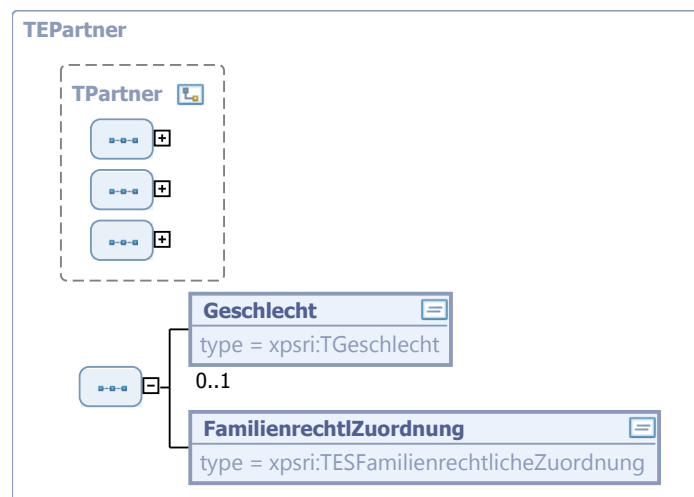 TEPartner
TPartner
Geschlecht
type = xpsri:TGeschlecht
0..1
FamilienrechtlZuordnung
type = xpsri:TESFamilienrechtlicheZuordnung